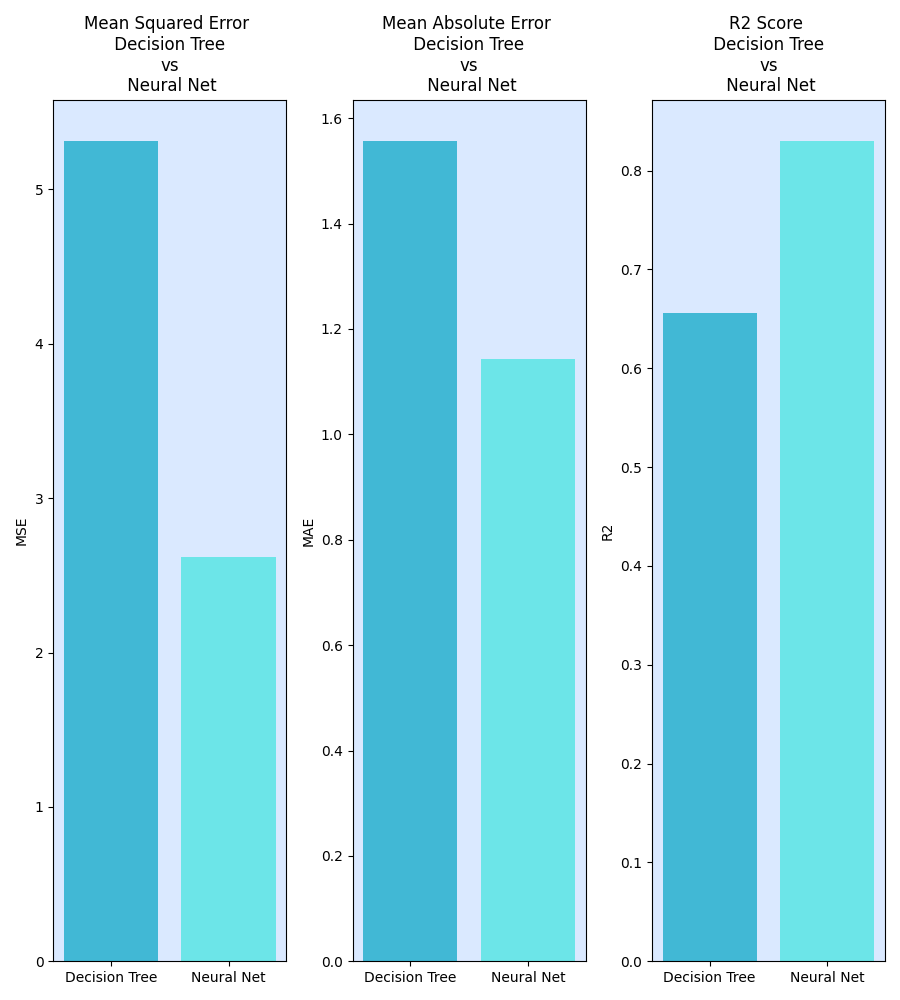 Mean Squared Error
Decision Tree
vs
Neural Net
5
4
3
2
1
0
MSE
Decision Tree
Neural Net
Mean Absolute Error
Decision Tree
vs
Neural Net
1.6
1.4
1.2
1.0
0.8
0.6
0.4
0.2
0.0
MAE
Decision Tree
Neural Net
R2 Score
Decision Tree
vs
Neural Net
0.8
0.7
0.6
0.5
0.4
0.3
0.2
0.1
0.0
R2
Decision Tree
Neural Net